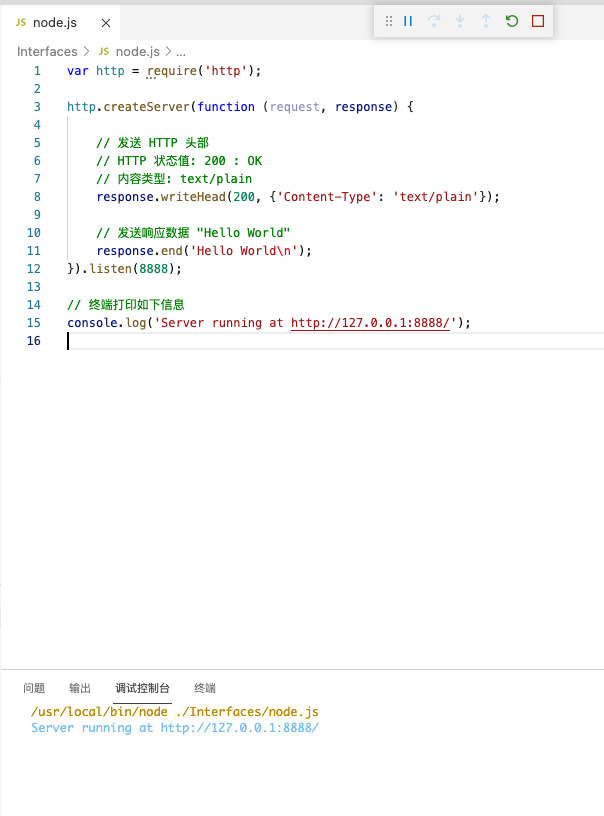 JS node.js
Interfaces > JS node.js > ...
1 var http = require('http');
2
3 http.createServer(function (request, response) {
4
5 // 发送 HTTP 头部
6 // HTTP 状态值: 200 : OK
7 // 内容类型: text/plain
8 response.writeHead(200, {'Content-Type': 'text/plain'});
9
10 // 发送响应数据 "Hello World"
11 response.end('Hello World\n');
12 }).listen(8888);
13
14 // 终端打印如下信息
15 console.log('Server running at http://127.0.0.1:8888/');
16
问题 输出 调试控制台 终端
/usr/local/bin/node ./Interfaces/node.js
Server running at http://127.0.0.1:8888/